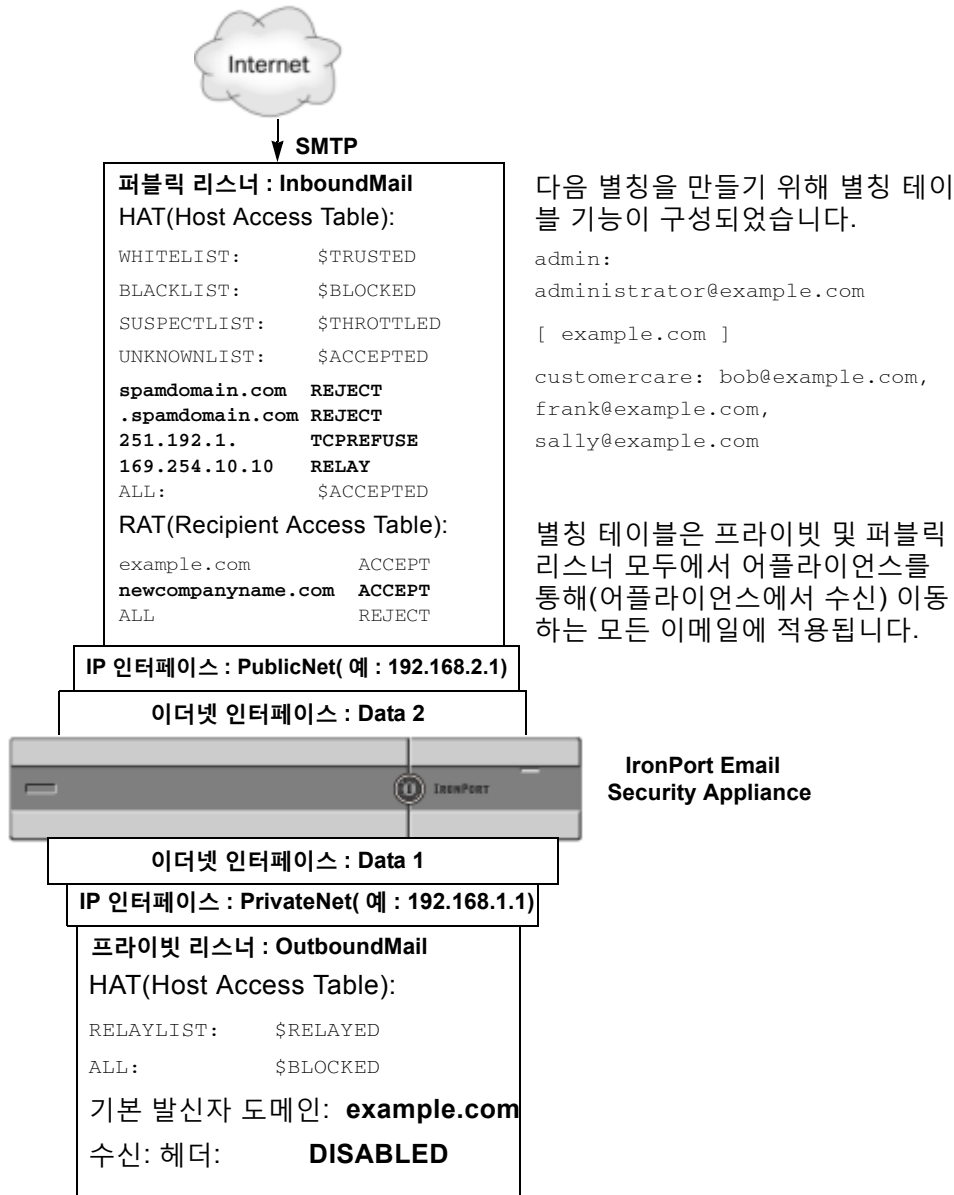 Internet
SMTP
퍼블릭 리스너 : InboundMail
HAT(Host Access Table):
WHITELIST: $TRUSTED
BLACKLIST: $BLOCKED
SUSPECTLIST: $THROTTLED
UNKNOWNLIST: $ACCEPTED
spamdomain.com REJECT
.spamdomain.com REJECT
251.192.1. TCPREFUSE
169.254.10.10 RELAY
ALL: $ACCEPTED
RAT(Recipient Access Table):
example.com ACCEPT
newcompanyname.com ACCEPT
ALL REJECT
다음 별칭을 만들기 위해 별칭 테이
블 기능이 구성되었습니다.
admin:
administrator@example.com
[ example.com ]
customercare: bob@example.com,
frank@example.com,
sally@example.com
별칭 테이블은 프라이빗 및 퍼블릭
리스너 모두에서 어플라이언스를
통해(어플라이언스에서 수신) 이동
하는 모든 이메일에 적용됩니다.
IP 인터페이스 : PublicNet( 예 : 192.168.2.1)
이더넷 인터페이스 : Data 2
IRONPORT
IronPort Email
Security Appliance
이더넷 인터페이스 : Data 1
IP 인터페이스 : PrivateNet( 예 : 192.168.1.1)
프라이빗 리스너 : OutboundMail
HAT(Host Access Table):
RELAYLIST: $RELAYED
ALL: $BLOCKED
기본 발신자 도메인: example.com
수신: 헤더: DISABLED